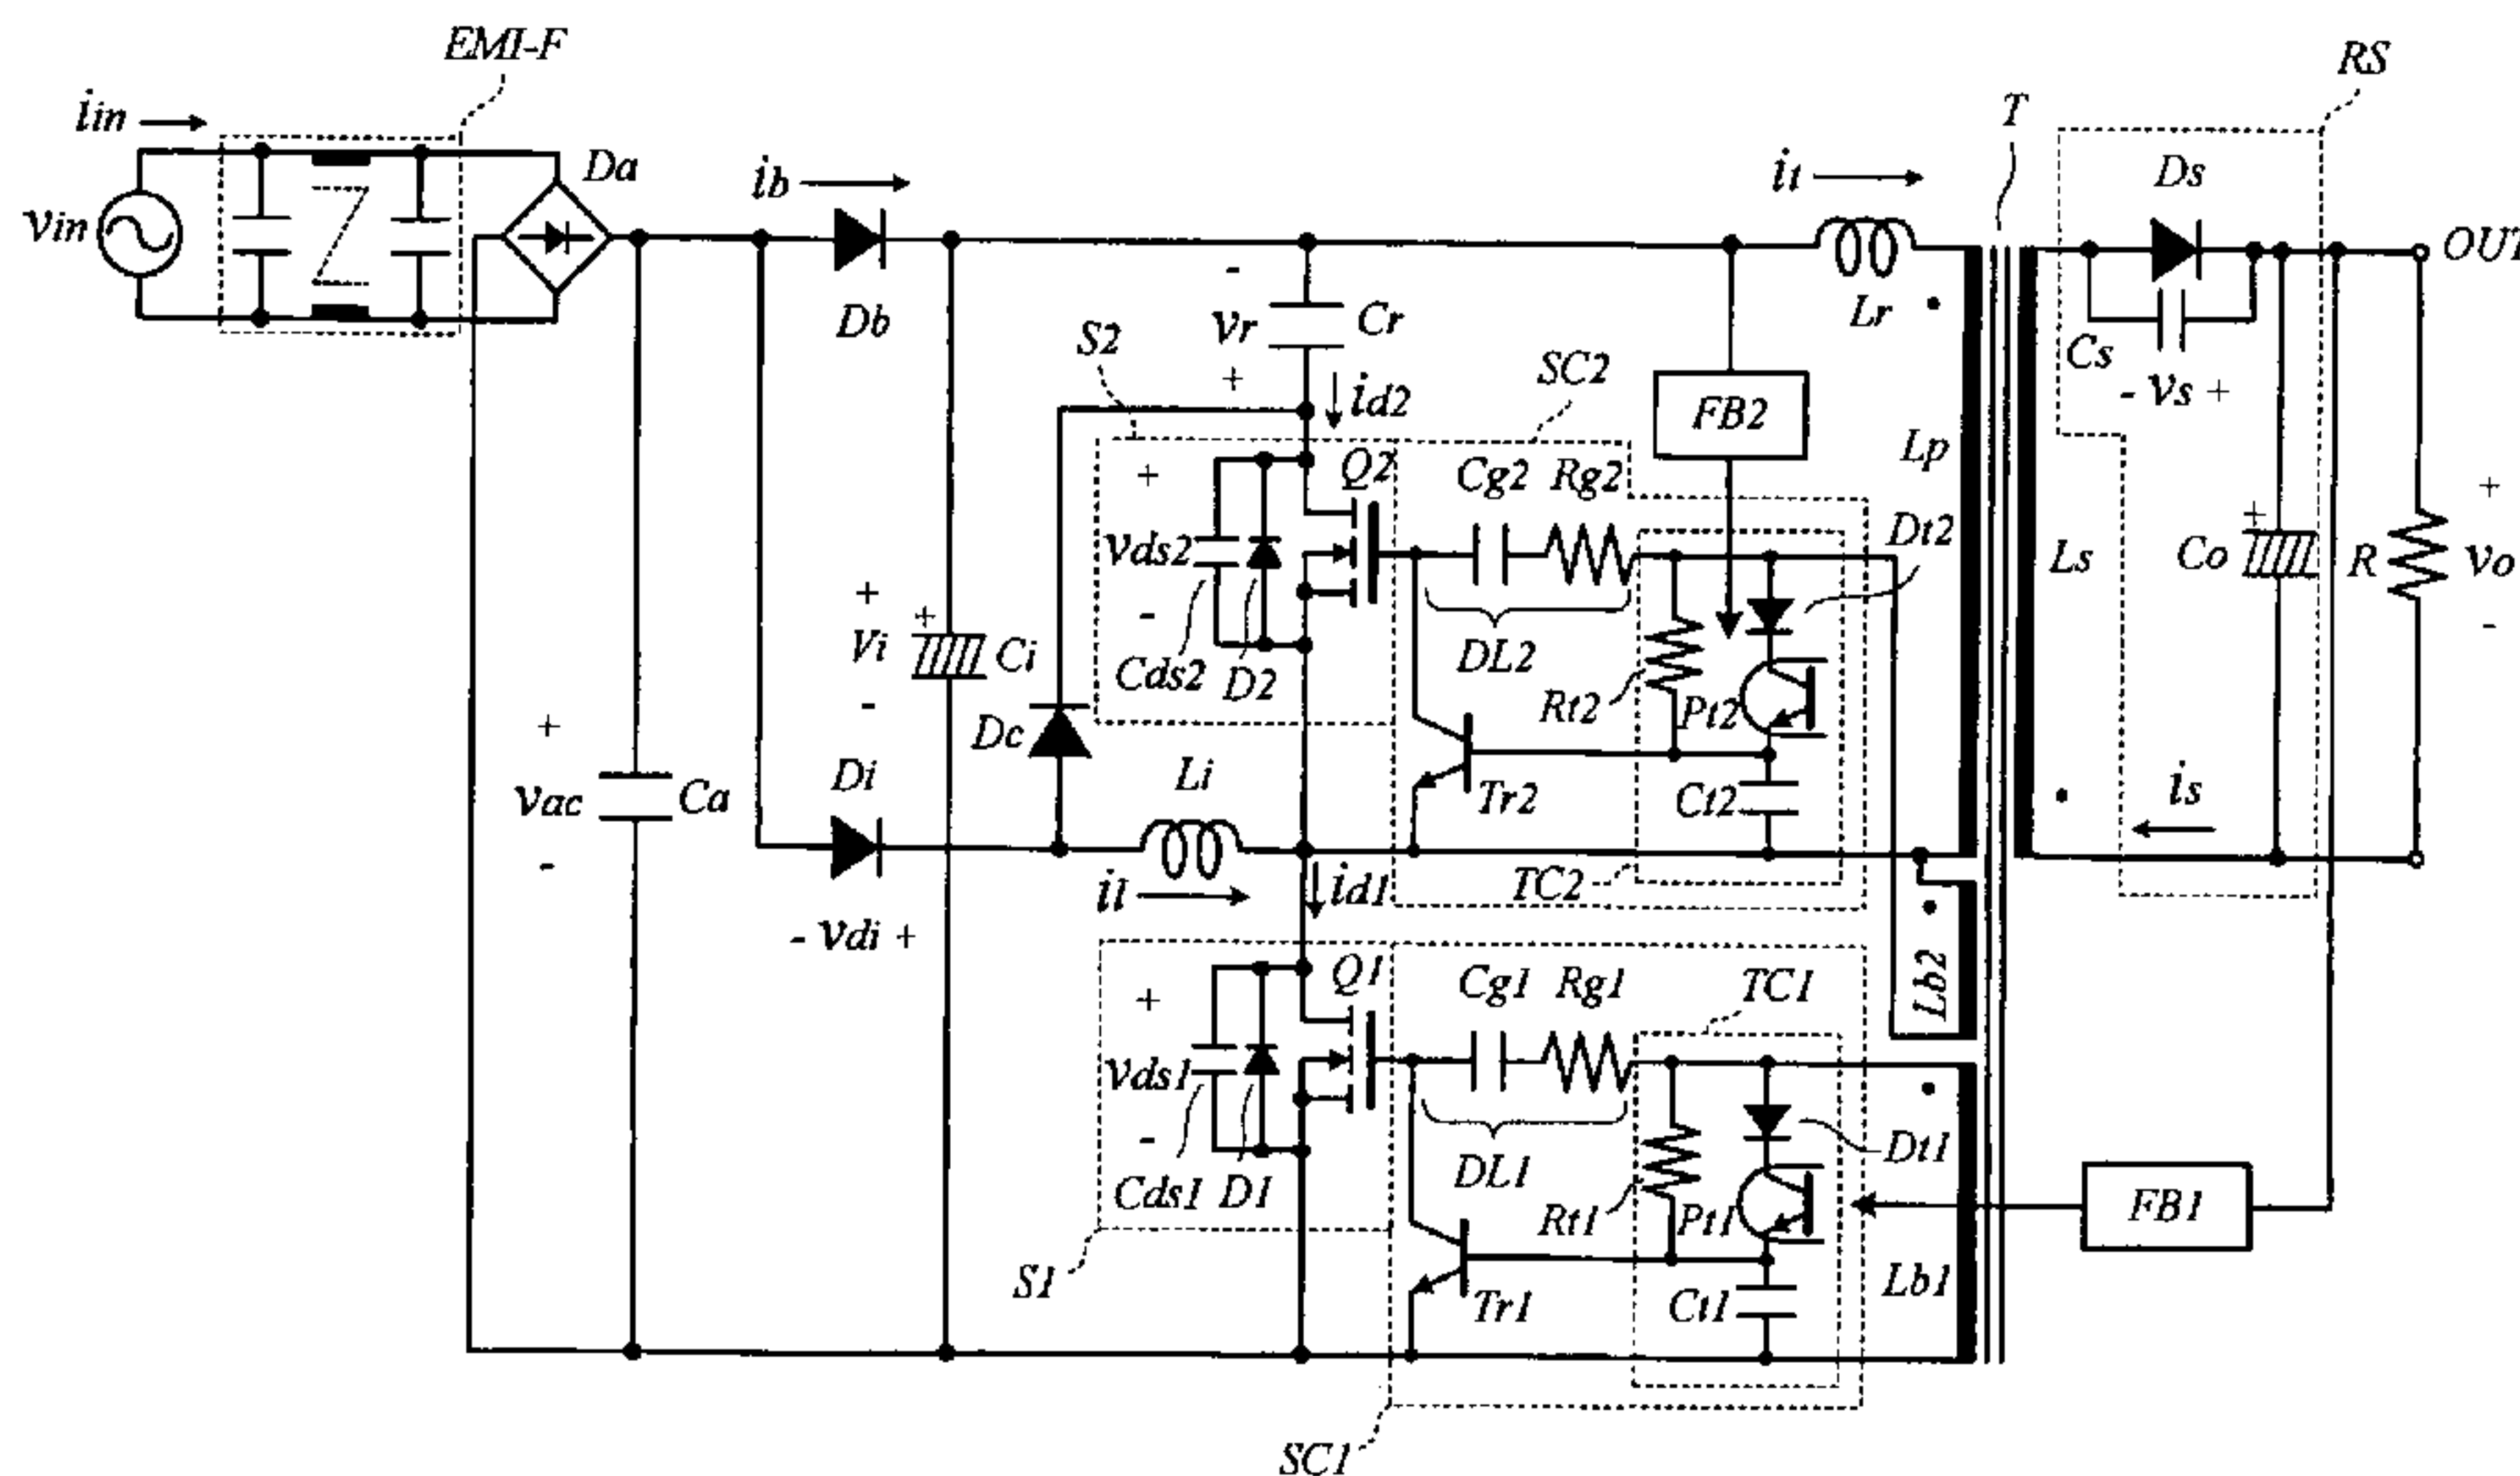 EMI-F
RS
iin
T
Da
ib
it
Ds
vin
OUT
-
Db
vr
Cr
Lr
S2
SC2
Cs
+
id2
- vs +
FB2
Lp
+
Q2
Cg2
Rg2
+
+
Dt2
vds2
Ls
Co
R
vo
+
+
-
DL2
-
Vi
Ci
Cds2
D2
Rt2
Pt2
-
+
Dc
Di
Li
is
vac
Ca
Tr2
Ct2
-
il
id1
TC2
- vdi +
Q1
Cg1
Rg1
TC1
Lb2
+
vds1
-
Dt1
DL1
Cds1
D1
Rt1
Pt1
FB1
S1
Lb1
Tr1
Ct1
SC1